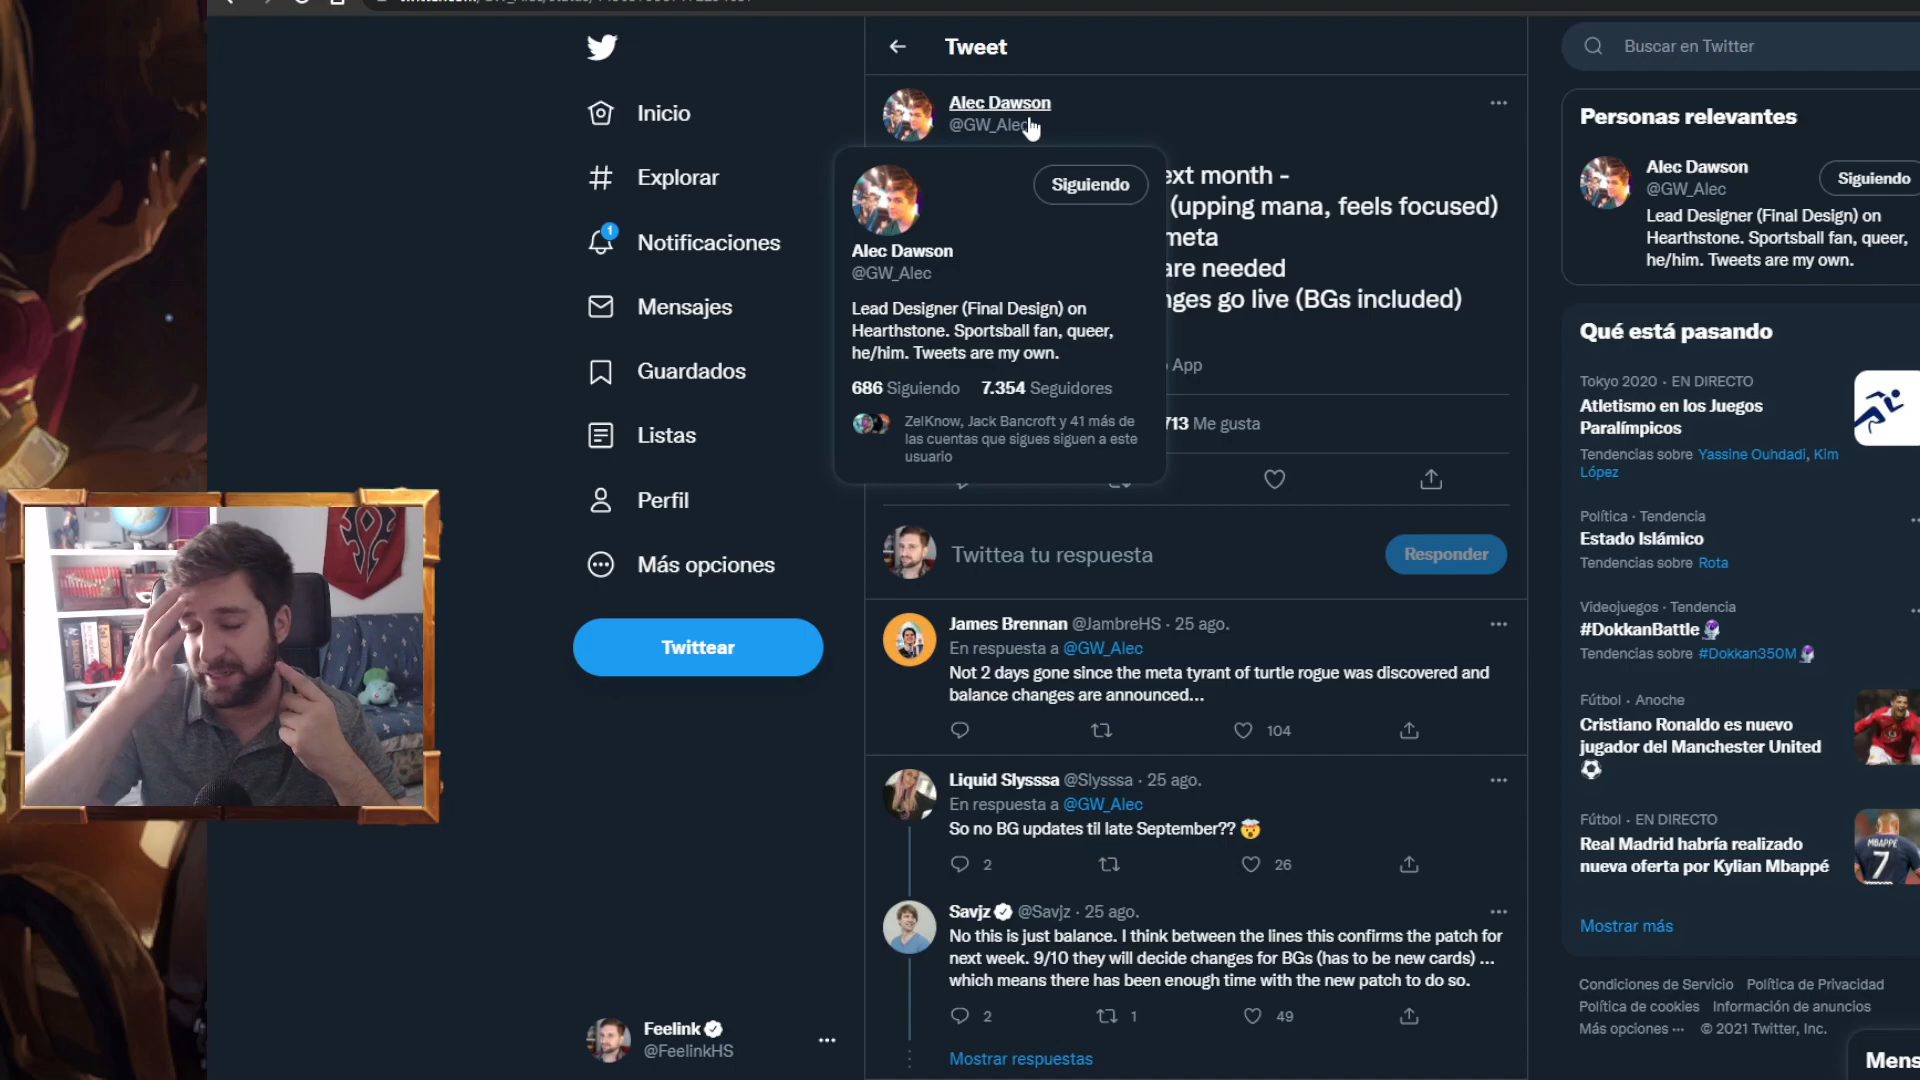 Inicio
Explorar
1
Notificaciones
Mensajes
Guardados
Listas
Perfil
Más opciones
Twittear
Feelink
@FeelinkHS
Tweet
Alec Dawson
@GW_Alec
ext month -
(upping mana, feels focused)
meta
are needed
nges go live (BGs included)
App
713 Me gusta
Siguiendo
Alec Dawson
@GW_Alec
Lead Designer (Final Design) on
Hearthstone. Sportsball fan, queer,
he/him. Tweets are my own.
686 Siguiendo 7.354 Seguidores
ZelKnow, Jack Bancroft y 41 más de
las cuentas que sigues siguen a este
usuario
Twittea tu respuesta
Responder
James Brennan @JambreHS · 25 ago.
En respuesta a @GW_Alec
Not 2 days gone since the meta tyrant of turtle rogue was discovered and
balance changes are announced...
104
Liquid Slysssa @Slysssa · 25 ago.
En respuesta a @GW_Alec
So no BG updates til late September?? 🤯
2 26
Savjz @Savjz · 25 ago.
No this is just balance. I think between the lines this confirms the patch for
next week. 9/10 they will decide changes for BGs (has to be new cards) ...
which means there has been enough time with the new patch to do so.
2 1 49
Mostrar respuestas
Buscar en Twitter
Personas relevantes
Alec Dawson
@GW_Alec
Siguiendo
Lead Designer (Final Design) on
Hearthstone. Sportsball fan, queer,
he/him. Tweets are my own.
Qué está pasando
Tokyo 2020 · EN DIRECTO
Atletismo en los Juegos
Paralímpicos
Tendencias sobre Yassine Ouhdadi, Kim
López
Política · Tendencia
Estado Islámico
Tendencias sobre Rota
Videojuegos · Tendencia
#DokkanBattle
Tendencias sobre #Dokkan350M
Fútbol · Anoche
Cristiano Ronaldo es nuevo
jugador del Manchester United
⚽
Fútbol · EN DIRECTO
Real Madrid habría realizado
nueva oferta por Kylian Mbappé
MBAPPÉ
7
Mostrar más
Condiciones de Servicio Política de Privacidad
Política de cookies Información de anuncios
Más opciones ··· © 2021 Twitter, Inc.
Mens